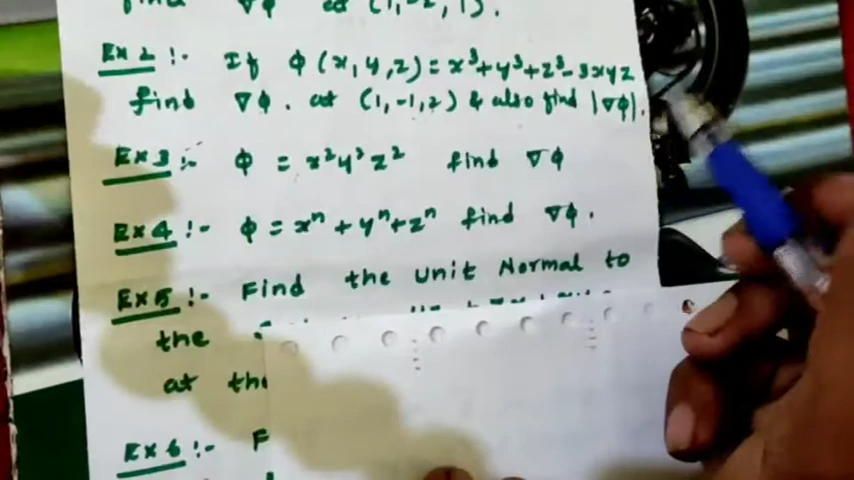 find ∇φ at (1,-2,1).
Ex 2 :- If φ(x,y,z) = x³+y³+z³-3xyz
find ∇φ. at (1,-1,2) & also find |∇φ|.
Ex 3 :- φ = x²y³z² find ∇φ
Ex 4 :- φ = xⁿ + yⁿ + zⁿ find ∇φ.
Ex 5 :- Find the unit Normal to
the
at the
Ex 6 :- F